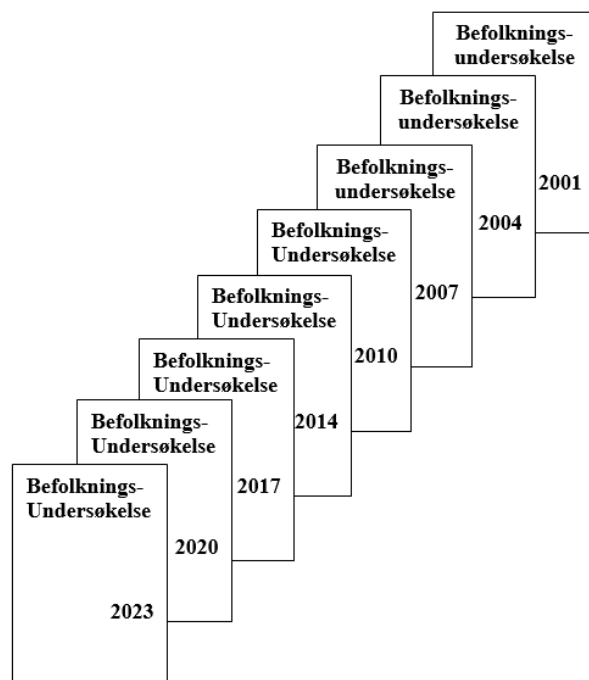 Befolknings-
undersøkelse
2001
Befolknings-
undersøkelse
2004
Befolknings-
undersøkelse
2007
Befolknings-
Undersøkelse
2010
Befolknings-
Undersøkelse
2014
Befolknings-
Undersøkelse
2017
Befolknings-
Undersøkelse
2020
Befolknings-
Undersøkelse
2023